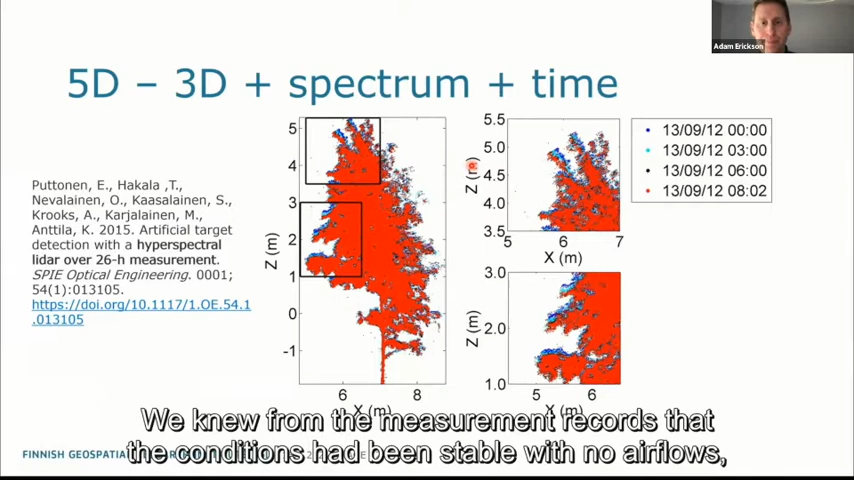 Adam Erickson
5D – 3D + spectrum + time
Puttonen, E., Hakala ,T.,
Nevalainen, O., Kaasalainen, S.,
Krooks, A., Karjalainen, M.,
Anttila, K. 2015. Artificial target
detection with a hyperspectral
lidar over 26-h measurement.
SPIE Optical Engineering. 0001;
54(1):013105.
https://doi.org/10.1117/1.OE.54.1
.013105
5
4
3
2
1
0
-1
Z (m)
6
8
X (m)
5.5
5.0
4.5
4.0
3.5
Z (m)
5
6
7
X (m)
3.0
2.0
1.0
Z (m)
5
6
X (m)
13/09/12 00:00
13/09/12 03:00
13/09/12 06:00
13/09/12 08:02
We knew from the measurement records that
the conditions had been stable with no airflows,
FINNISH GEOSPATIA